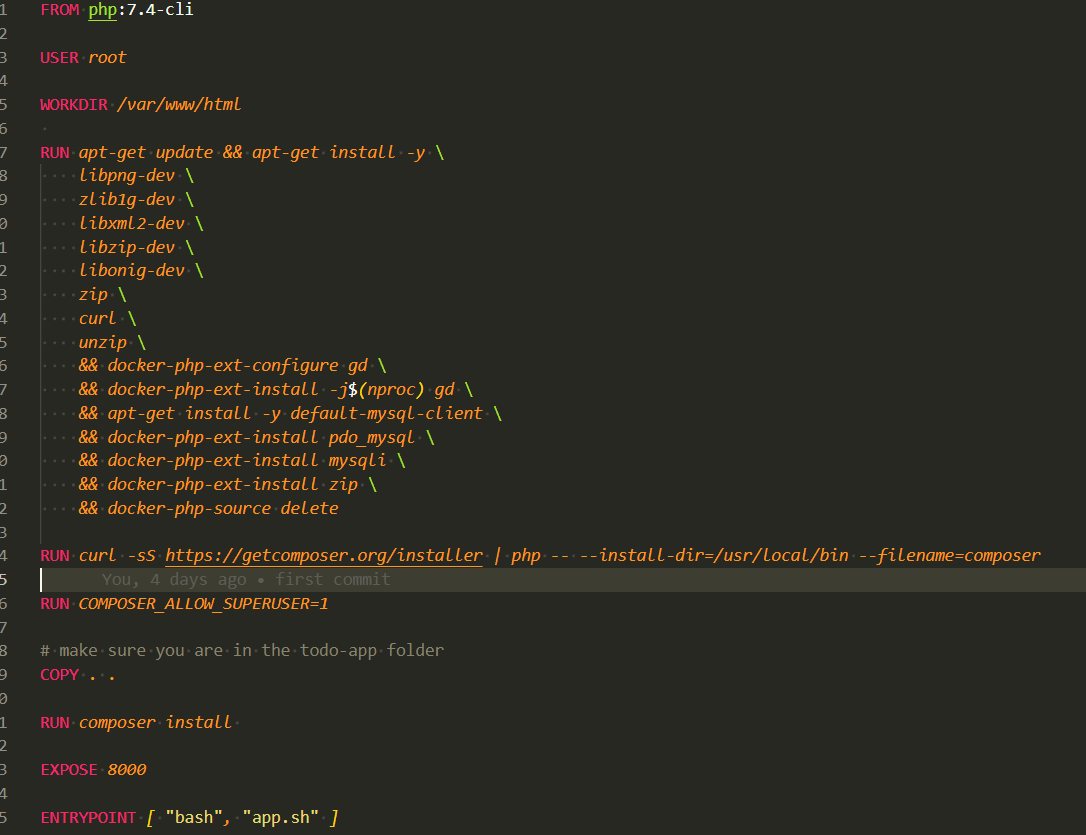 1 FROM php:7.4-cli
2
3 USER root
4
5 WORKDIR /var/www/html
6
7 RUN apt-get update && apt-get install -y \
8 libpng-dev \
9 zlib1g-dev \
0 libxml2-dev \
1 libzip-dev \
2 libonig-dev \
3 zip \
4 curl \
5 unzip \
6 && docker-php-ext-configure gd \
7 && docker-php-ext-install -j$(nproc) gd \
8 && apt-get install -y default-mysql-client \
9 && docker-php-ext-install pdo_mysql \
0 && docker-php-ext-install mysqli \
1 && docker-php-ext-install zip \
2 && docker-php-source delete
3
4 RUN curl -sS https://getcomposer.org/installer | php -- --install-dir=/usr/local/bin --filename=composer
5 You, 4 days ago • first commit
6 RUN COMPOSER_ALLOW_SUPERUSER=1
7
8 # make sure you are in the todo-app folder
9 COPY . .
0
1 RUN composer install
2
3 EXPOSE 8000
4
5 ENTRYPOINT [ "bash", "app.sh" ]